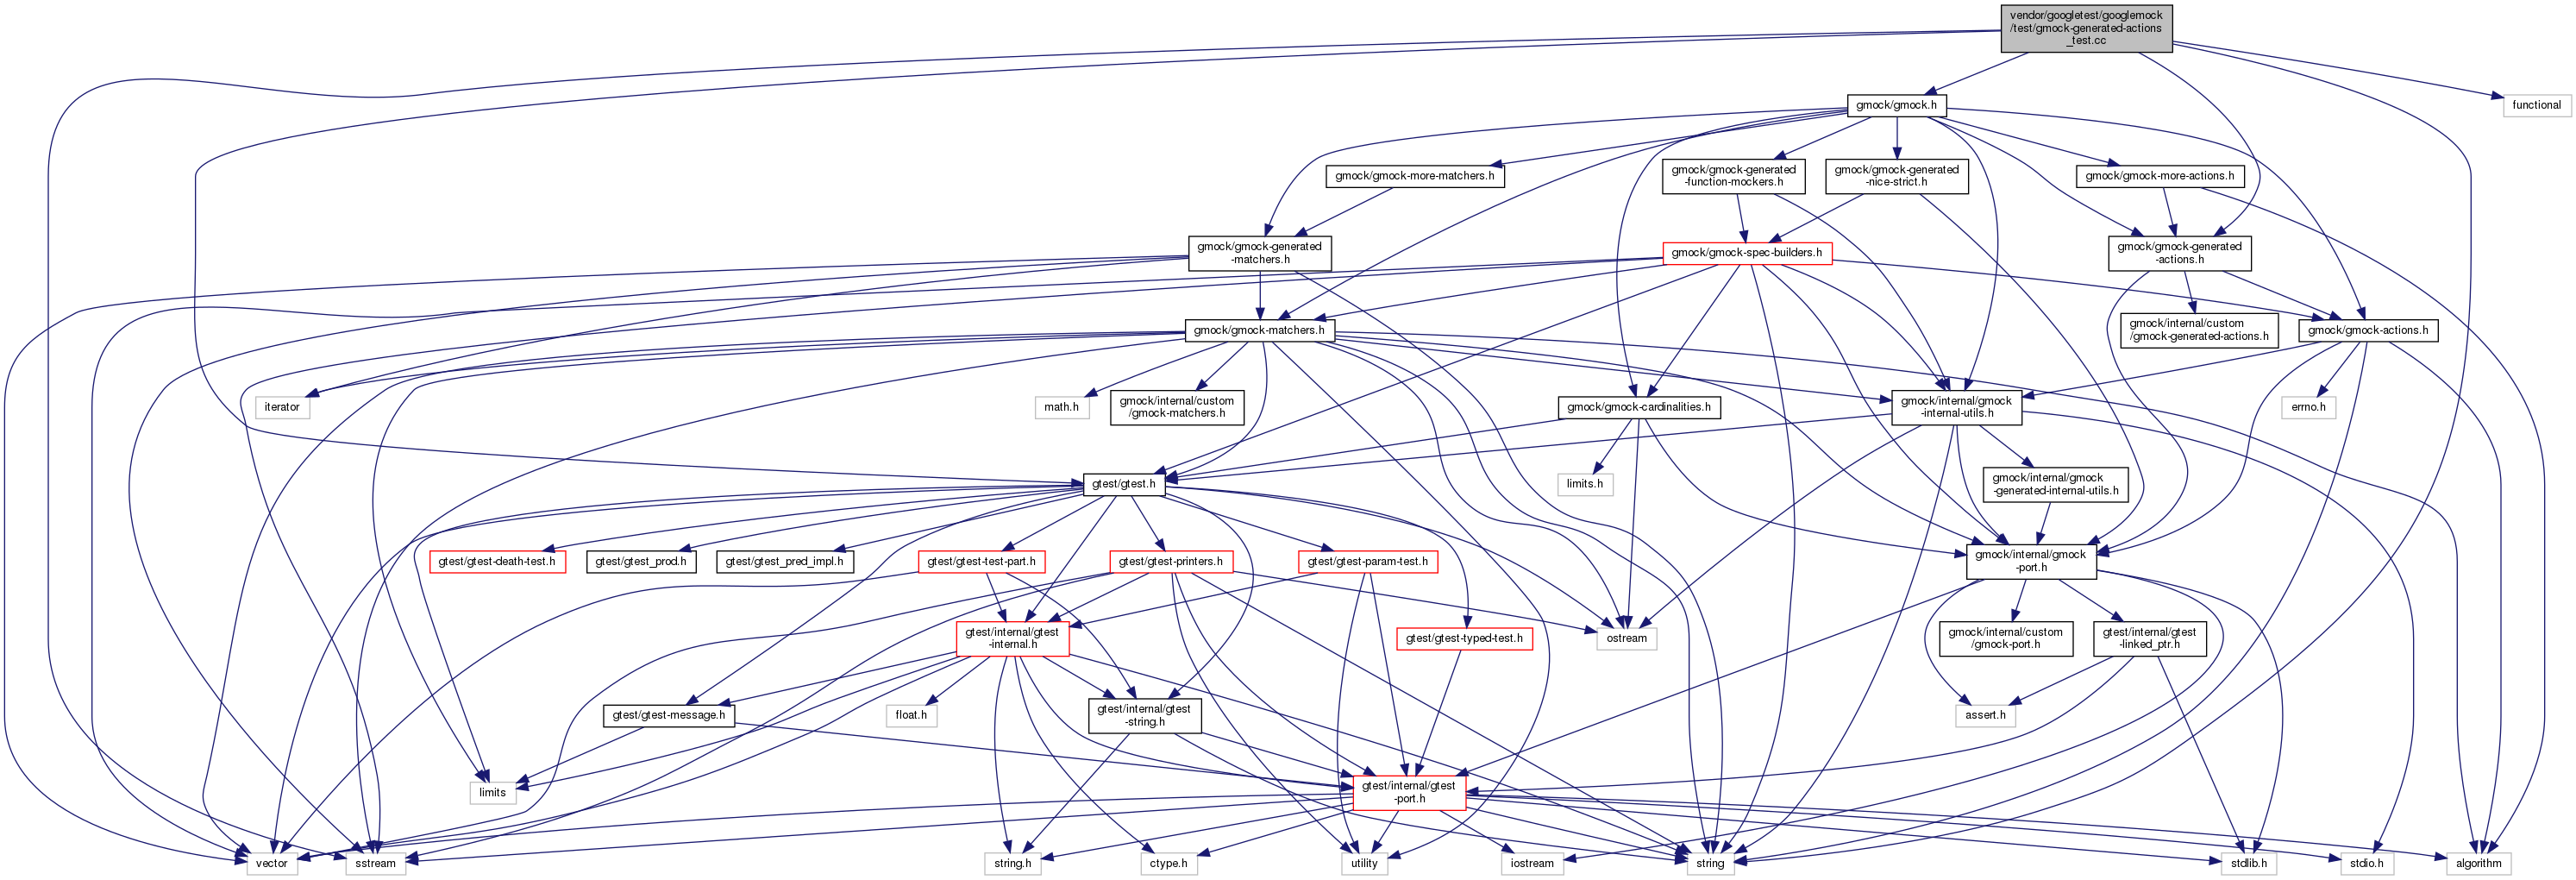 vendor/googletest/googlemock
/test/gmock-generated-actions
_test.cc
gmock/gmock.h
functional
gmock/gmock-more-matchers.h
gmock/gmock-generated
-function-mockers.h
gmock/gmock-generated
-nice-strict.h
gmock/gmock-more-actions.h
gmock/gmock-generated
-matchers.h
gmock/gmock-spec-builders.h
gmock/gmock-generated
-actions.h
gmock/gmock-matchers.h
gmock/internal/custom
/gmock-generated-actions.h
gmock/gmock-actions.h
iterator
math.h
gmock/internal/custom
/gmock-matchers.h
gmock/gmock-cardinalities.h
gmock/internal/gmock
-internal-utils.h
errno.h
gtest/gtest.h
limits.h
gmock/internal/gmock
-generated-internal-utils.h
gtest/gtest-death-test.h
gtest/gtest_prod.h
gtest/gtest_pred_impl.h
gtest/gtest-test-part.h
gtest/gtest-printers.h
gtest/gtest-param-test.h
gmock/internal/gmock
-port.h
gtest/internal/gtest
-internal.h
gtest/gtest-typed-test.h
ostream
gmock/internal/custom
/gmock-port.h
gtest/internal/gtest
-linked_ptr.h
gtest/gtest-message.h
float.h
gtest/internal/gtest
-string.h
assert.h
limits
gtest/internal/gtest
-port.h
vector
sstream
string.h
ctype.h
utility
iostream
string
stdlib.h
stdio.h
algorithm